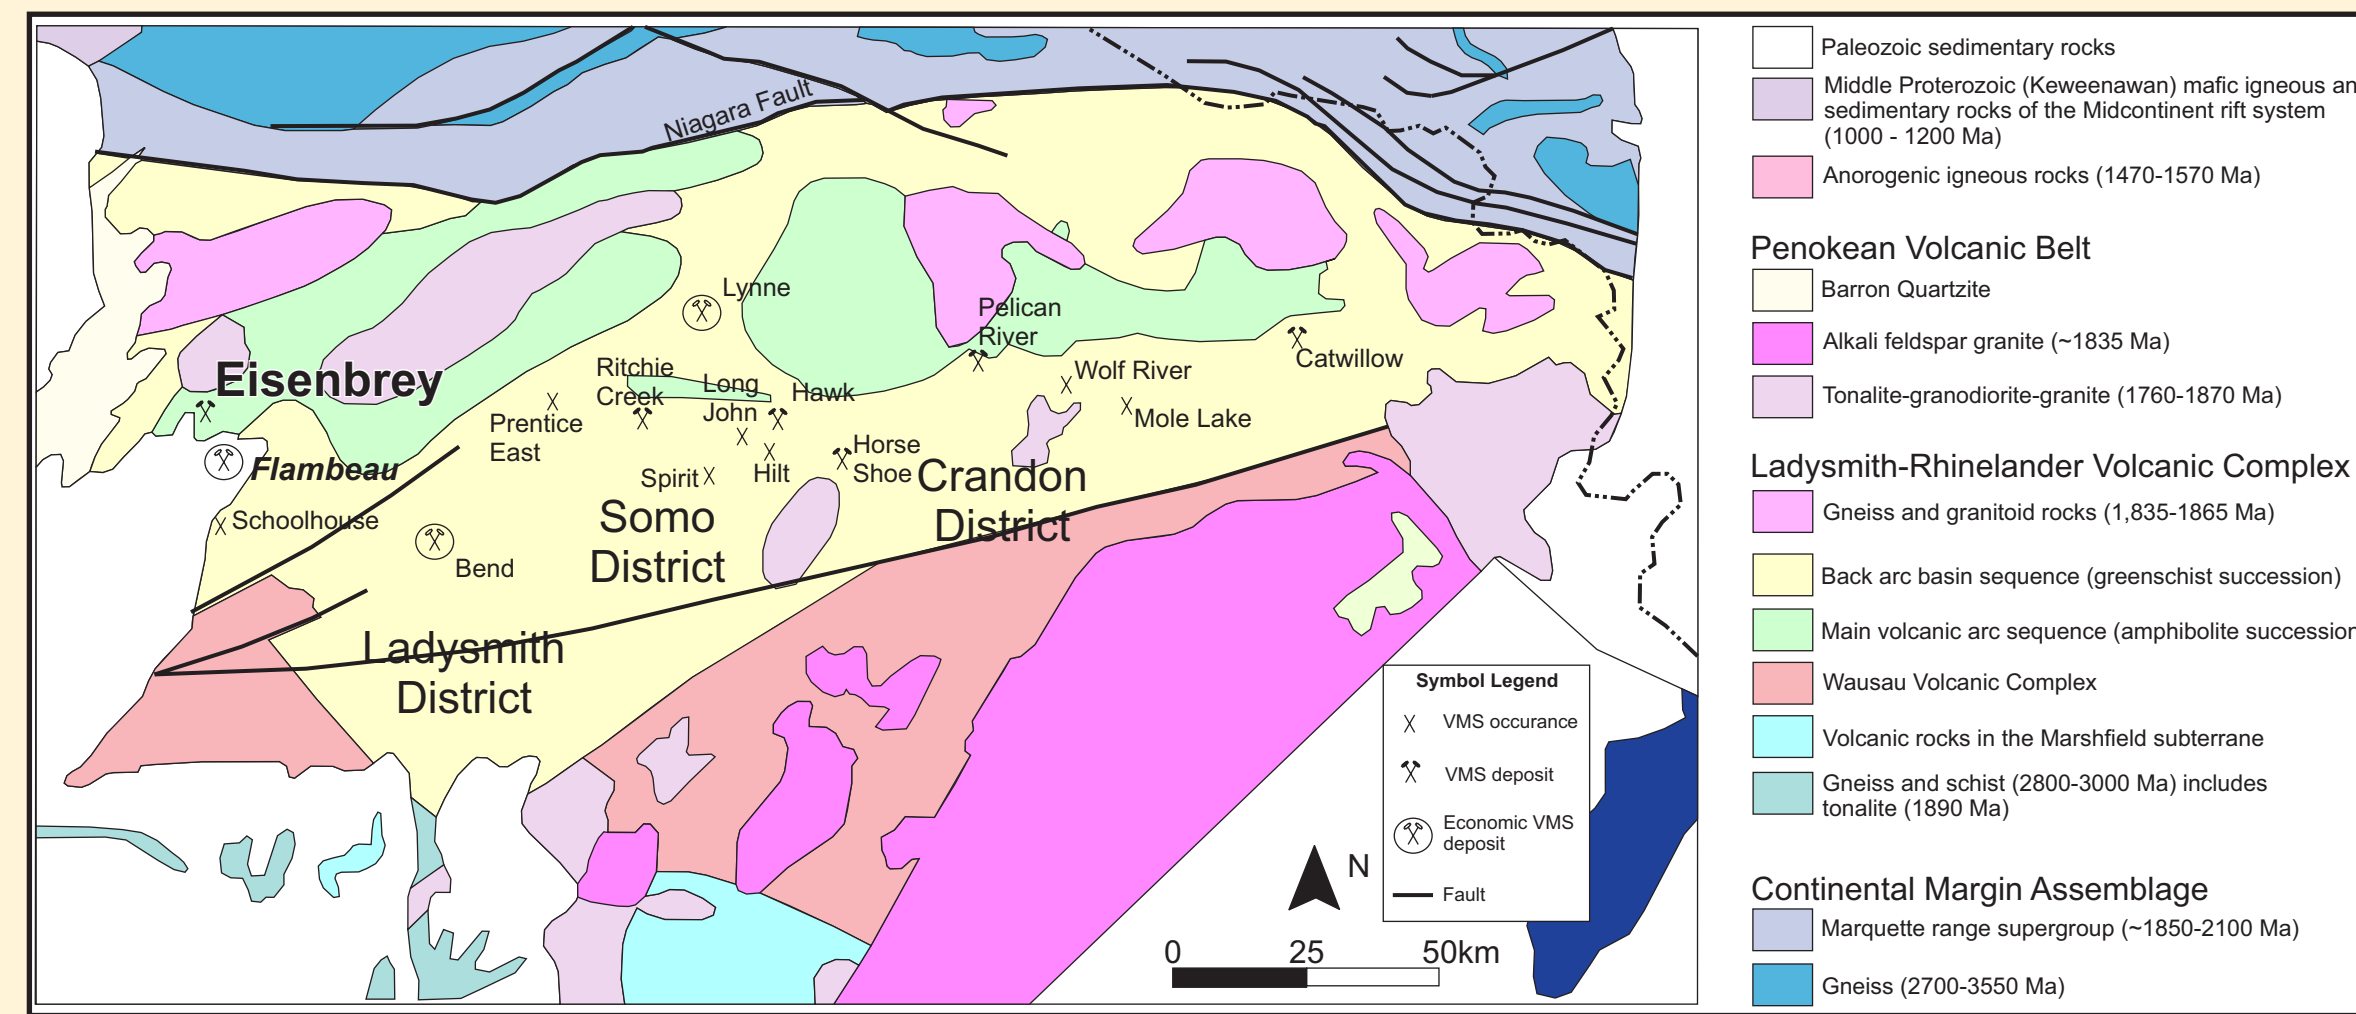 Niagara Fault
Lynne
Pelican
River
Eisenbrey
Ritchie
Creek
Long
John
Hawk
Wolf River
Catwillow
Prentice
East
Mole Lake
Flambeau
Spirit
Hilt
Horse
Shoe
Crandon
District
Schoolhouse
Somo
District
Bend
Ladysmith
District
Symbol Legend
VMS occurance
VMS deposit
Economic VMS
deposit
Fault
N
0 25 50km
Paleozoic sedimentary rocks
Middle Proterozoic (Keweenawan) mafic igneous an
sedimentary rocks of the Midcontinent rift system
(1000 - 1200 Ma)
Anorogenic igneous rocks (1470-1570 Ma)
Penokean Volcanic Belt
Barron Quartzite
Alkali feldspar granite (~1835 Ma)
Tonalite-granodiorite-granite (1760-1870 Ma)
Ladysmith-Rhinelander Volcanic Complex
Gneiss and granitoid rocks (1,835-1865 Ma)
Back arc basin sequence (greenschist succession)
Main volcanic arc sequence (amphibolite succession
Wausau Volcanic Complex
Volcanic rocks in the Marshfield subterrane
Gneiss and schist (2800-3000 Ma) includes
tonalite (1890 Ma)
Continental Margin Assemblage
Marquette range supergroup (~1850-2100 Ma)
Gneiss (2700-3550 Ma)